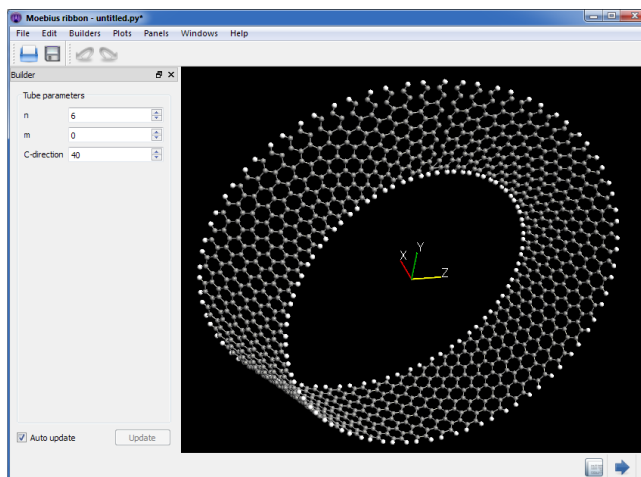 Moebius ribbon - untitled.py*
File Edit Builders Plots Panels Windows Help
Builder
Tube parameters
n 6
m 0
C-direction 40
X Y Z
Auto update Update